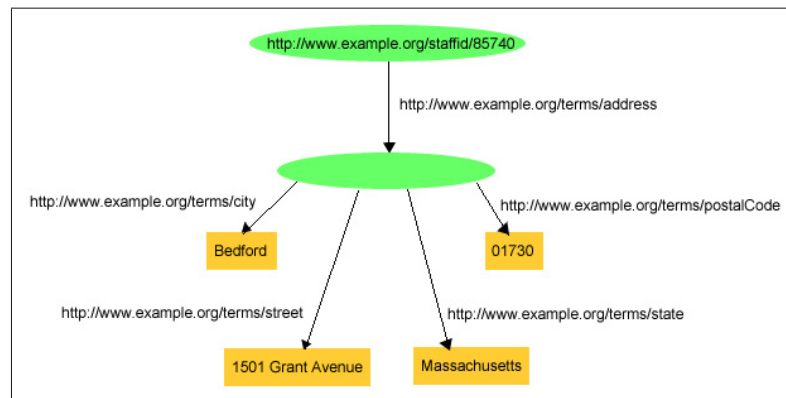 http://www.example.org/staffid/85740
http://www.example.org/terms/address
http://www.example.org/terms/city
http://www.example.org/terms/postalCode
Bedford
01730
http://www.example.org/terms/street
http://www.example.org/terms/state
1501 Grant Avenue
Massachusetts